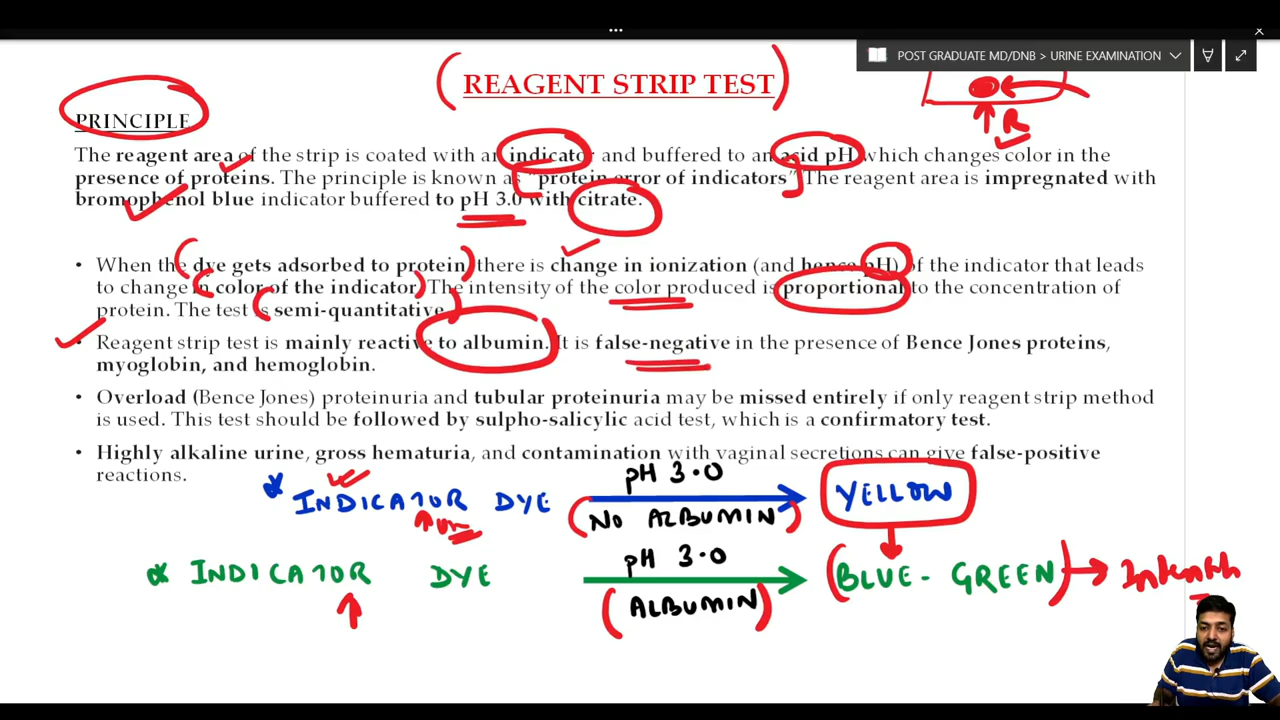 POST GRADUATE MD/DNB > URINE EXAMINATION
(REAGENT STRIP TEST)
R
PRINCIPLE
The reagent area of the strip is coated with an indicator and buffered to an acid pH which changes color in the
presence of proteins. The principle is known as "protein error of indicators" The reagent area is impregnated with
bromophenol blue indicator buffered to pH 3.0 with citrate.
• When the dye gets adsorbed to protein, there is change in ionization (and hence pH) of the indicator that leads
to change in color of the indicator. The intensity of the color produced is proportional to the concentration of
protein. The test is semi-quantitative.
• Reagent strip test is mainly reactive to albumin. It is false-negative in the presence of Bence Jones proteins,
myoglobin, and hemoglobin.
• Overload (Bence Jones) proteinuria and tubular proteinuria may be missed entirely if only reagent strip method
is used. This test should be followed by sulpho-salicylic acid test, which is a confirmatory test.
• Highly alkaline urine, gross hematuria, and contamination with vaginal secretions can give false-positive
reactions.
pH 3.0
* INDICATOR DYE YELLOW
(NO ALBUMIN)
pH 3.0
* INDICATOR DYE (BLUE-GREEN)
(ALBUMIN)